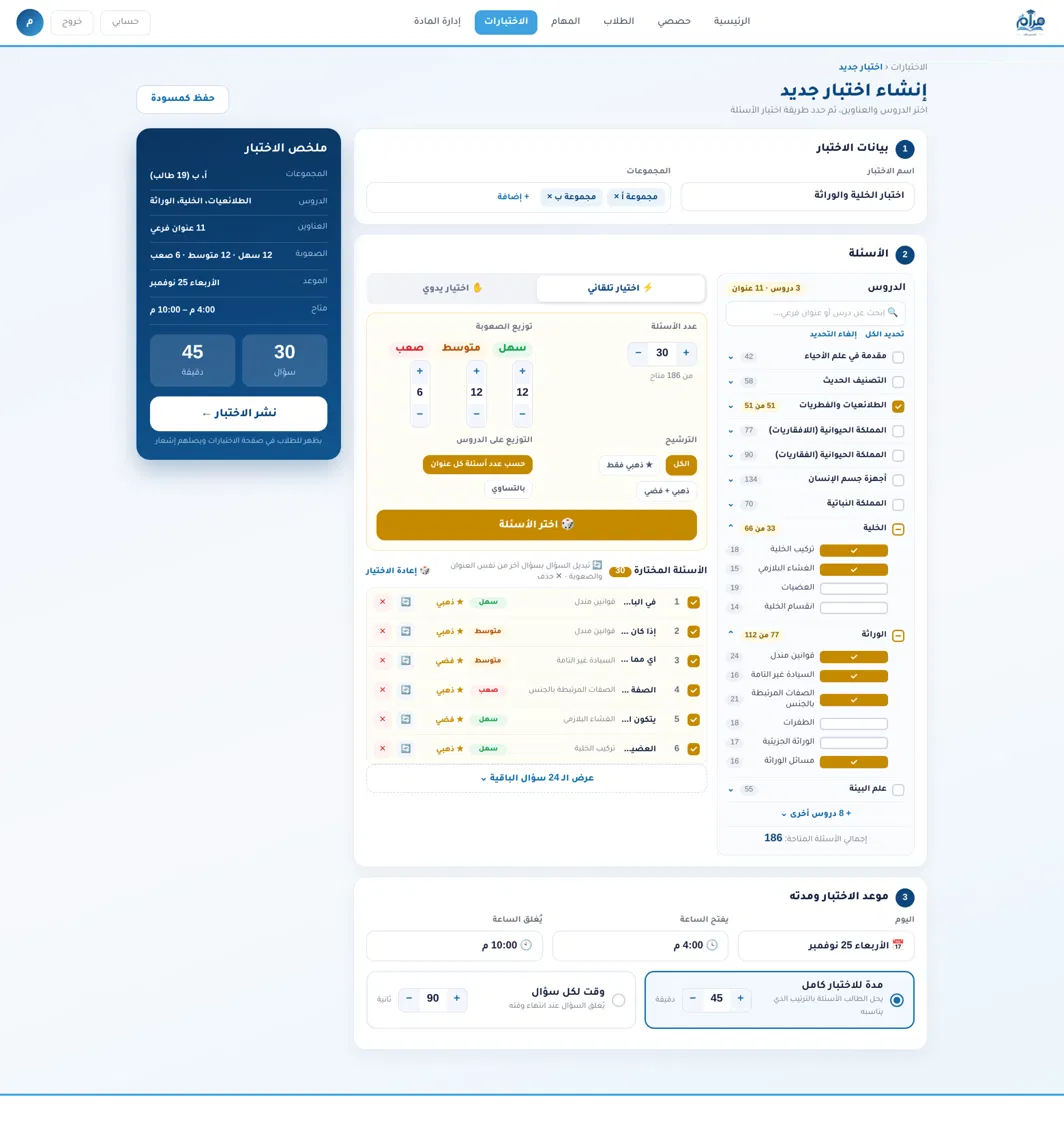 مرام
الرئيسية
حصصي
الطلاب
المهام
الاختبارات
إدارة المادة
حسابي
خروج
م
الاختبارات › اختبار جديد
إنشاء اختبار جديد
اختر الدروس والعناوين، ثم حدد طريقة اختيار الأسئلة
حفظ كمسودة
1 بيانات الاختبار
اسم الاختبار
المجموعات
اختبار الخلية والوراثة
مجموعة أ ×
مجموعة ب ×
+ إضافة
2 الأسئلة
الدروس
3 دروس · 11 عنوان
ابحث عن درس أو عنوان فرعي...
تحديد الكل
إلغاء التحديد
مقدمة في علم الأحياء 42
التصنيف الحديث 58
الطلائعيات والفطريات 51 من 51
المملكة الحيوانية (اللافقاريات) 77
المملكة الحيوانية (الفقاريات) 90
أجهزة جسم الإنسان 134
المملكة النباتية 70
الخلية 33 من 66
تركيب الخلية 18
الغشاء البلازمي 15
العضيات 19
انقسام الخلية 14
الوراثة 77 من 112
قوانين مندل 24
السيادة غير التامة 16
الصفات المرتبطة
بالجنس 21
الطفرات 18
الوراثة الجزيئية 17
مسائل الوراثة 16
علم البيئة 55
+ 8 دروس أخرى
إجمالي الأسئلة المتاحة: 186
⚡ اختيار تلقائي
✋ اختيار يدوي
عدد الأسئلة
+ 30 −
من 186 متاح
توزيع الصعوبة
سهل
متوسط
صعب
+ + +
12 12 6
− − −
الترشيح
الكل
★ ذهبي فقط
ذهبي + فضي
التوزيع على الدروس
حسب عدد أسئلة كل عنوان
بالتساوي
🎲 اختر الأسئلة
الأسئلة المختارة 30
🔄 تبديل السؤال بسؤال آخر من نفس العنوان
والصعوبة · ✕ حذف
🎲 إعادة الاختيار
1 في البا... قوانين مندل سهل ★ ذهبي 🔄 ✕
2 إذا كان ... قوانين مندل متوسط ★ ذهبي 🔄 ✕
3 اي مما ... السيادة غير التامة متوسط ★ فضي 🔄 ✕
4 الصفة ... الصفات المرتبطة بالجنس صعب ★ ذهبي 🔄 ✕
5 يتكون ا... الغشاء البلازمي سهل ★ فضي 🔄 ✕
6 العضيـ... تركيب الخلية سهل ★ ذهبي 🔄 ✕
عرض الـ 24 سؤال الباقية
3 موعد الاختبار ومدته
اليوم
يفتح الساعة
يُغلق الساعة
الأربعاء 25 نوفمبر
4:00 م
10:00 م
مدة للاختبار كامل
يحل الطالب الأسئلة بالترتيب الذي
يناسبه
+ 45 − دقيقة
وقت لكل سؤال
يُغلق السؤال عند انتهاء وقته
+ 90 − ثانية
ملخص الاختبار
المجموعات أ، ب (19 طالب)
الدروس الطلائعيات، الخلية، الوراثة
العناوين 11 عنوان فرعي
الصعوبة 12 سهل · 12 متوسط · 6 صعب
الموعد الأربعاء 25 نوفمبر
متاح 4:00 م – 10:00 م
30
سؤال
45
دقيقة
نشر الاختبار ←
يظهر للطلاب في صفحة الاختبارات ويصلهم إشعار